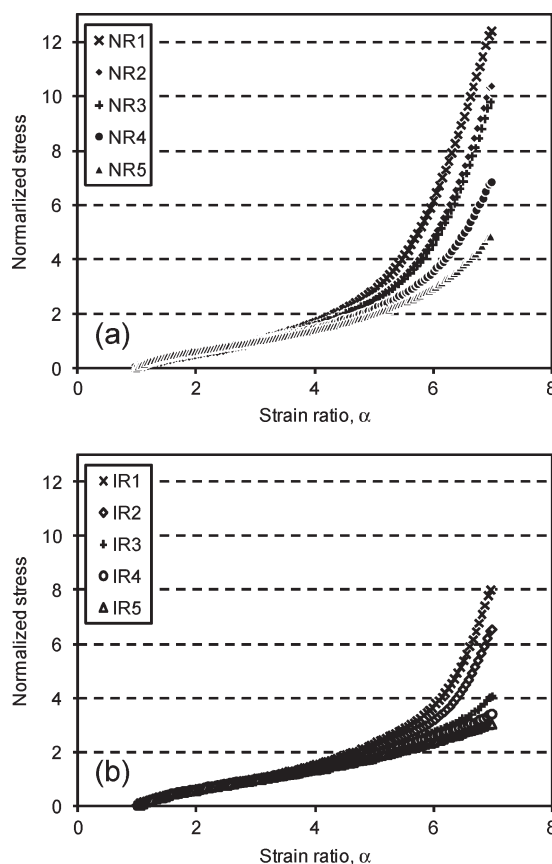 12
10
8
6
4
2
0
NR1
NR2
NR3
NR4
NR5
Normarlized stress
(a)
0 2 4 6 8
Strain ratio, α
12
10
8
6
4
2
0
IR1
IR2
IR3
IR4
IR5
Normalized stress
(b)
0 2 4 6 8
Strain ratio, α